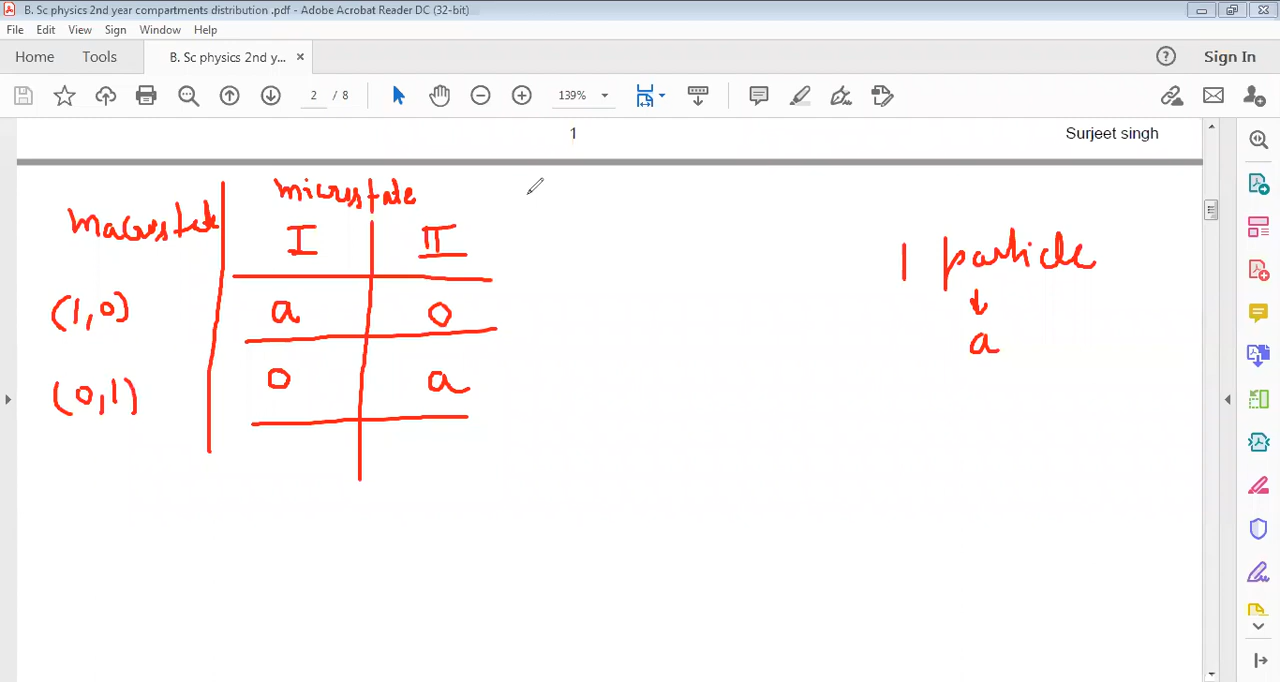 B. Sc physics 2nd year compartments distribution .pdf - Adobe Acrobat Reader DC (32-bit)
File Edit View Sign Window Help
Home Tools B. Sc physics 2nd y... × Sign In
2 / 8 139%
1 Surjeet singh
microstate
macrostate I II
1 particle
(1,0) a 0
a
(0,1) 0 a